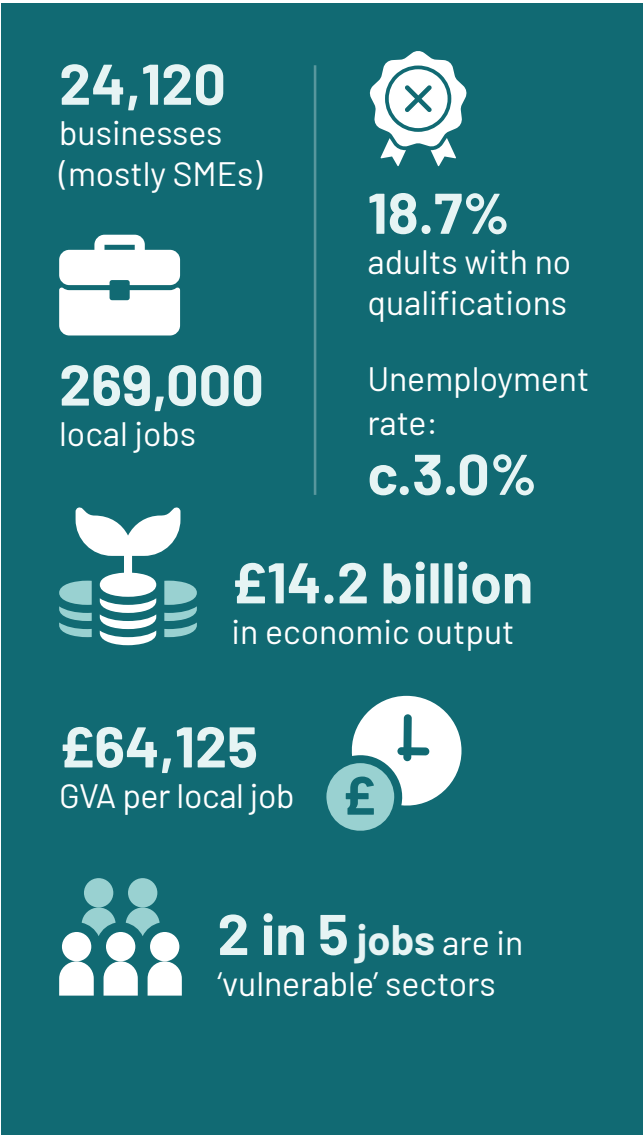 24,120
businesses
(mostly SMEs)
269,000
local jobs
18.7%
adults with no
qualifications
Unemployment
rate:
c.3.0%
£14.2 billion
in economic output
£64,125
GVA per local job
£
2 in 5 jobs are in
‘vulnerable’ sectors